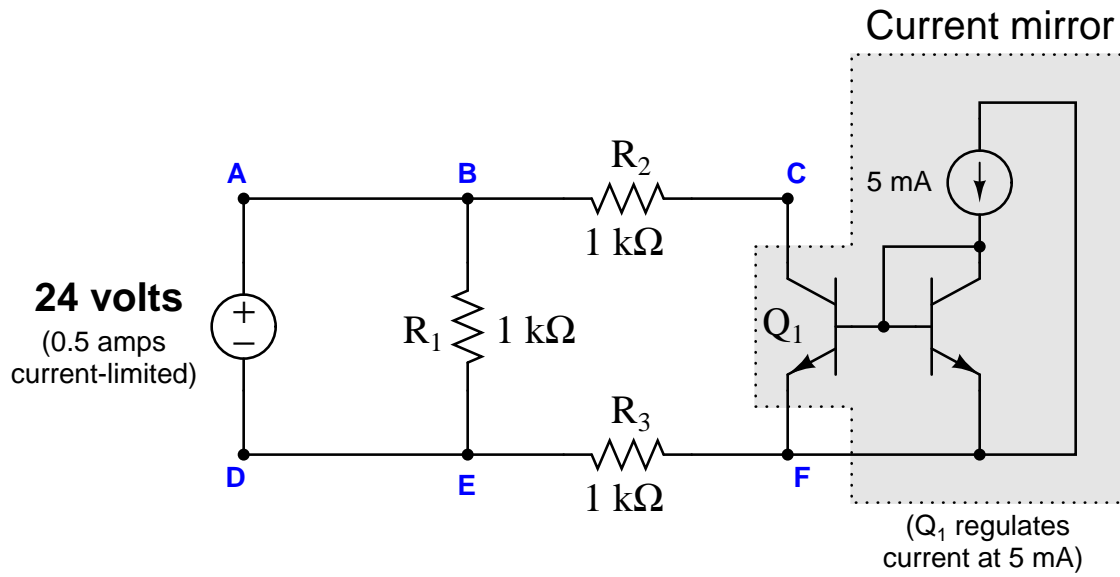 Current mirror
A
B
R2
C
5 mA
1 kΩ
24 volts
(0.5 amps
current-limited)
+
−
R1
1 kΩ
Q1
R3
D
E
1 kΩ
F
(Q1 regulates
current at 5 mA)